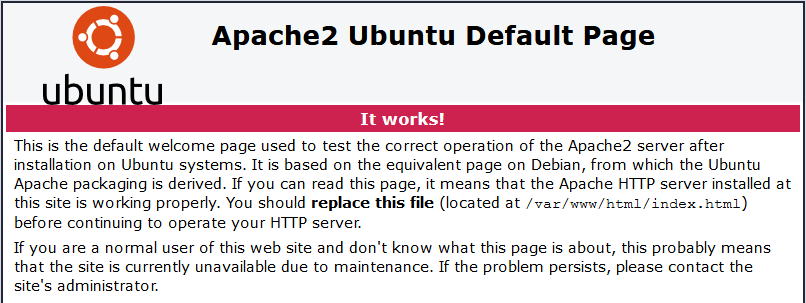 Apache2 Ubuntu Default Page
ubuntu
It works!
This is the default welcome page used to test the correct operation of the Apache2 server after
installation on Ubuntu systems. It is based on the equivalent page on Debian, from which the Ubuntu
Apache packaging is derived. If you can read this page, it means that the Apache HTTP server installed at
this site is working properly. You should replace this file (located at /var/www/html/index.html)
before continuing to operate your HTTP server.
If you are a normal user of this web site and don't know what this page is about, this probably means
that the site is currently unavailable due to maintenance. If the problem persists, please contact the
site's administrator.